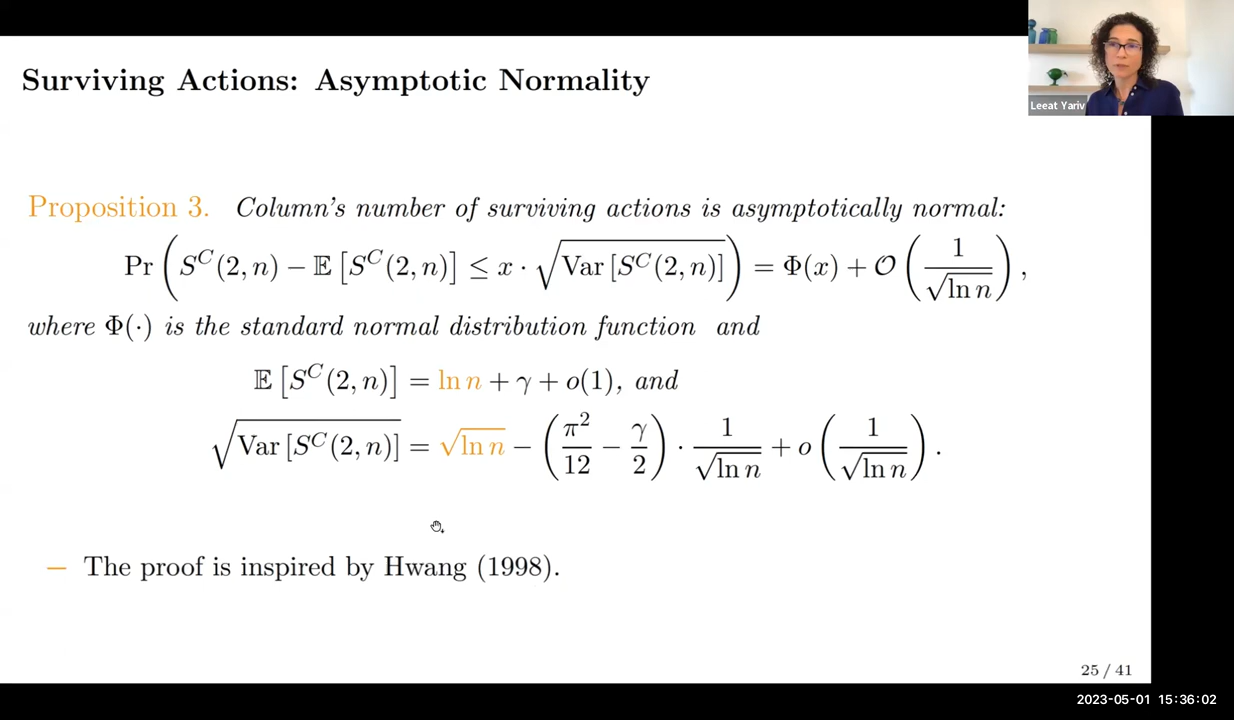 Surviving Actions: Asymptotic Normality
Leeat Yariv
Proposition 3. Column's number of surviving actions is asymptotically normal:
Pr ( S^C(2, n) − 𝔼 [S^C(2, n)] ≤ x · √(Var [S^C(2, n)]) ) = Φ(x) + 𝒪 ( 1 / √(ln n) ) ,
where Φ(·) is the standard normal distribution function and
𝔼 [S^C(2, n)] = ln n + γ + o(1), and
√(Var [S^C(2, n)]) = √(ln n) − ( π²/12 − γ/2 ) · 1/√(ln n) + o ( 1/√(ln n) ) .
– The proof is inspired by Hwang (1998).
25 / 41
2023-05-01 15:36:02